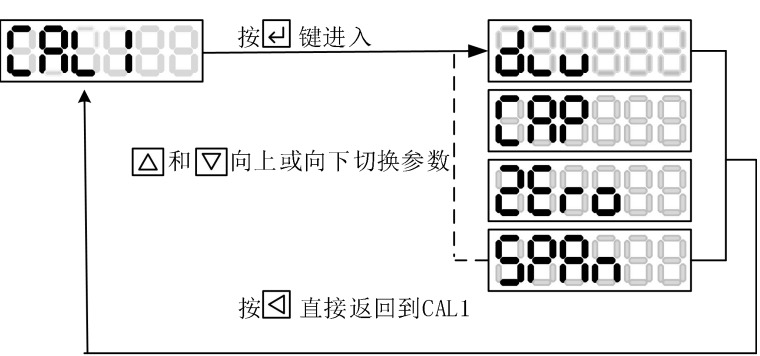 CAL1
按 键进入
dCu
CAP
和 向上或向下切换参数
2Ero
SPAn
按 直接返回到CAL1